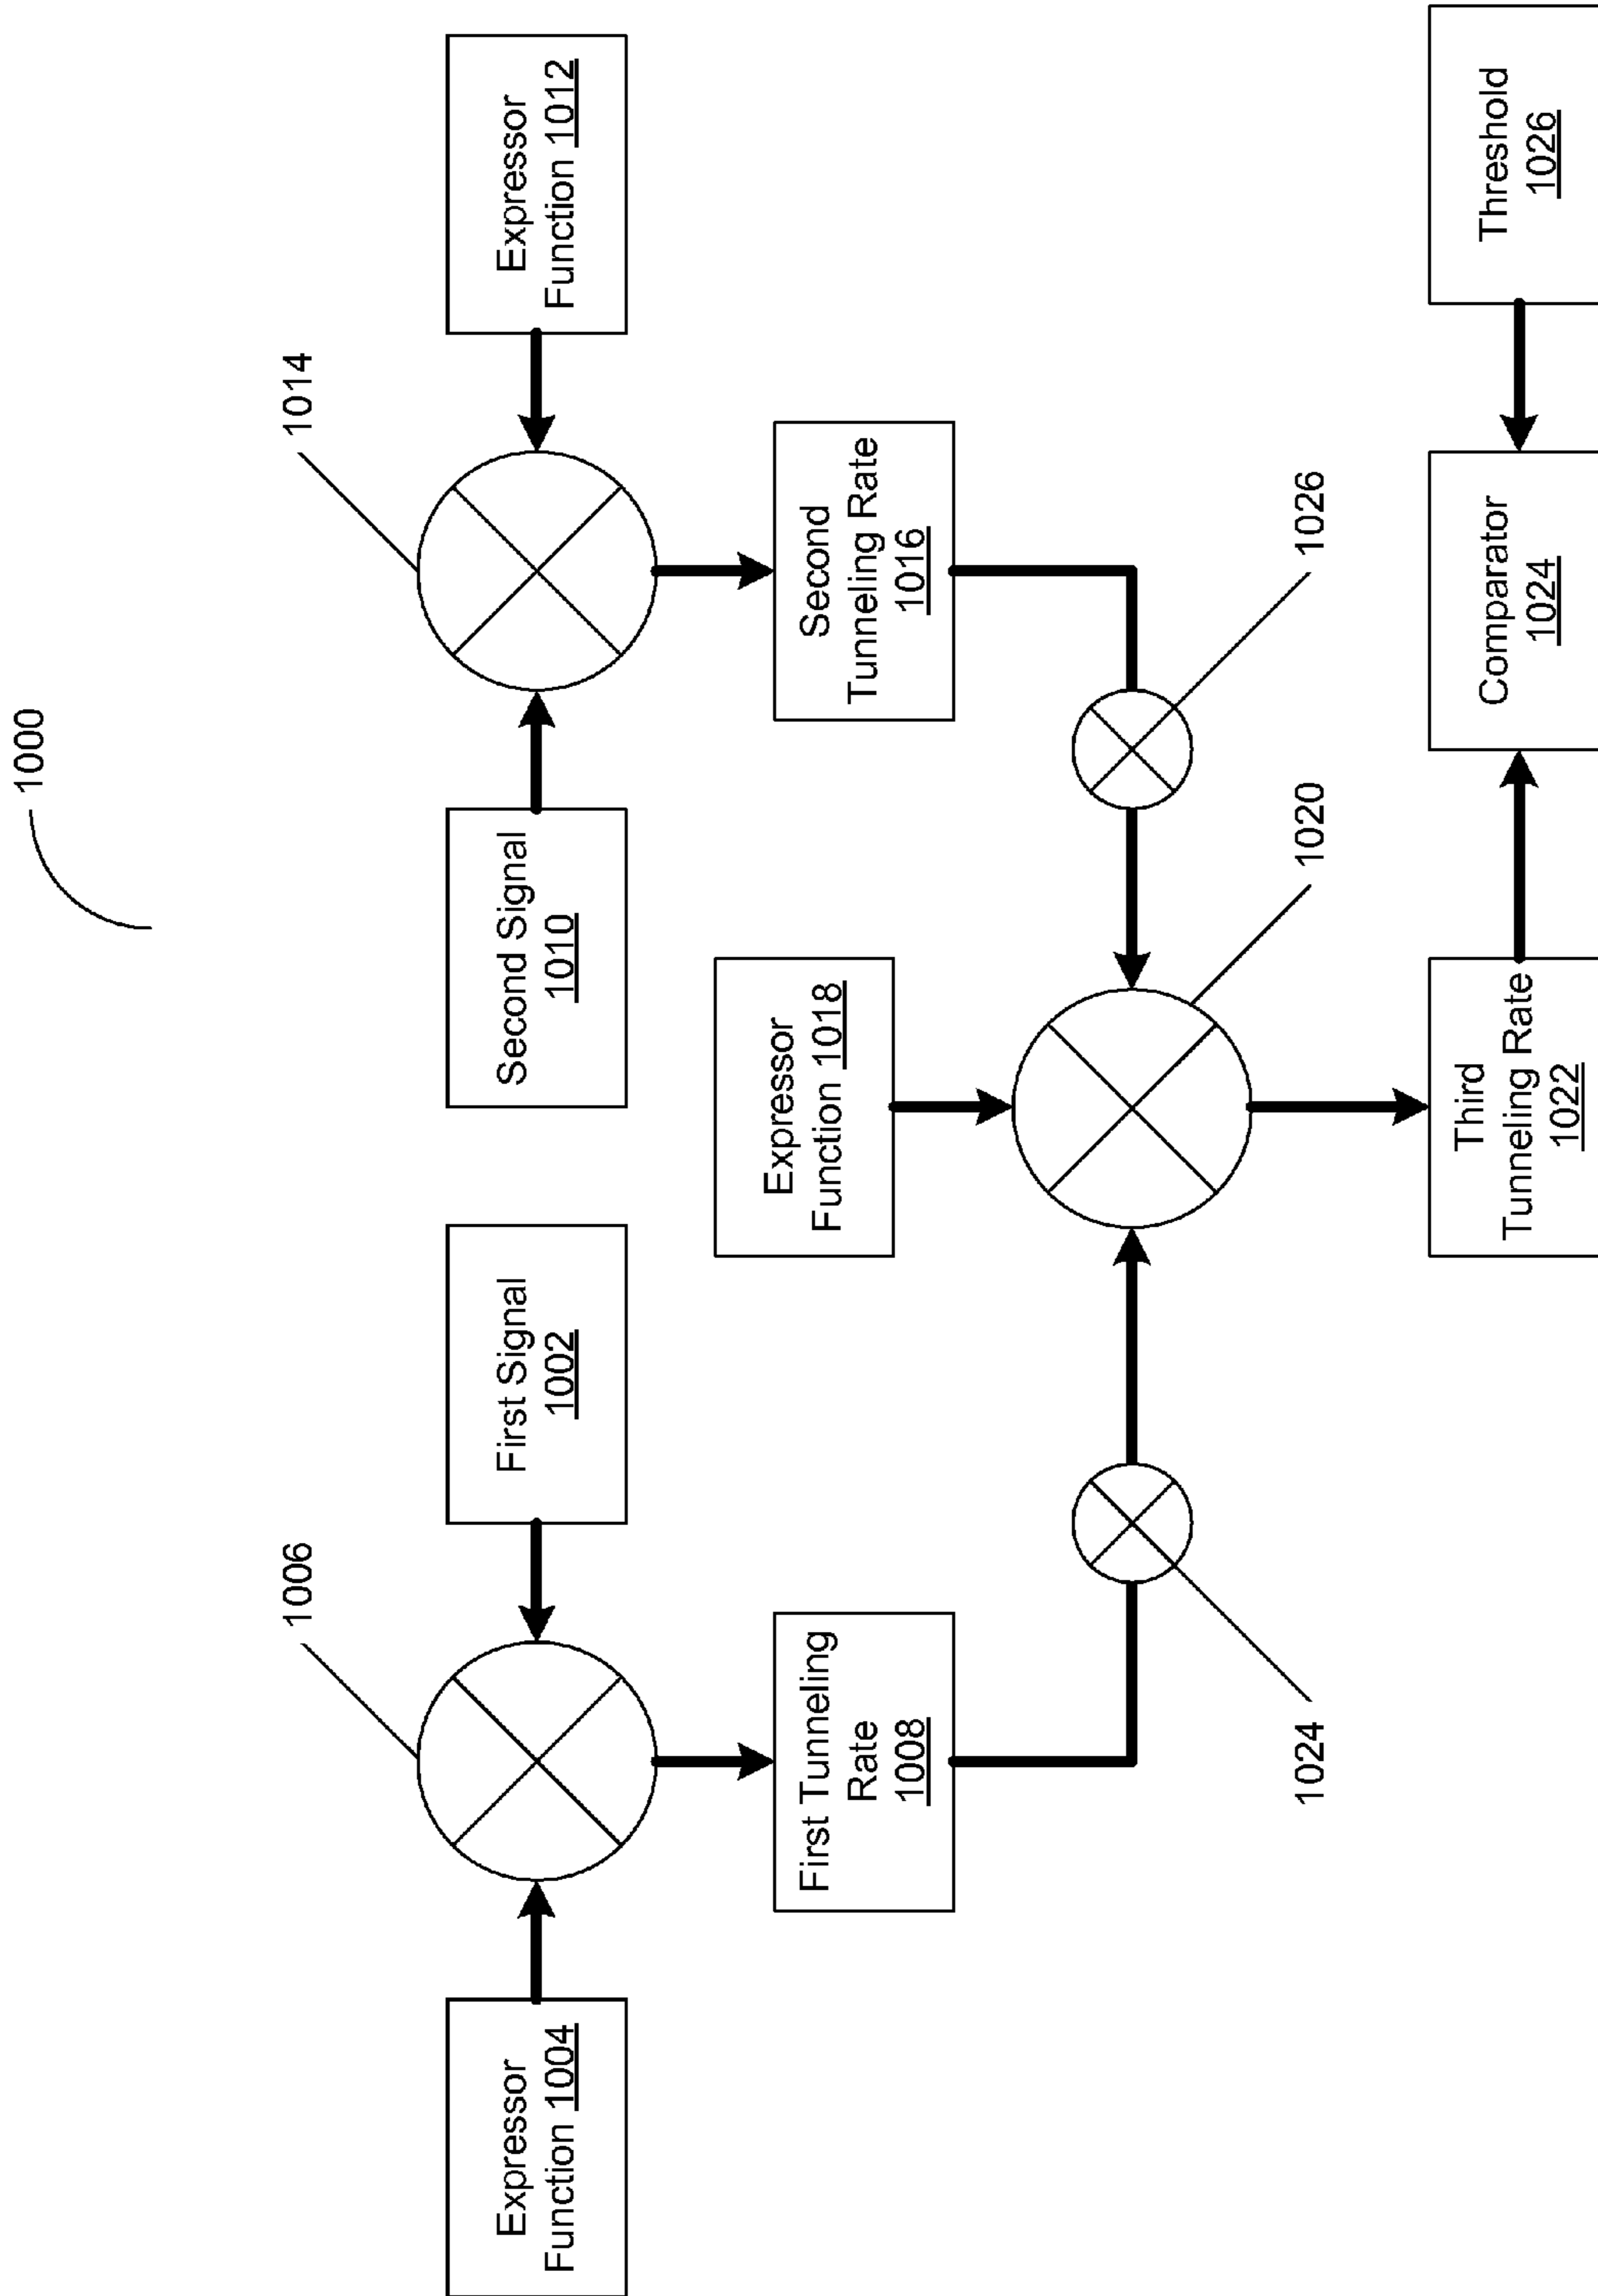 1000
1006
1014
Expressor
Function 1004
First Signal
1002
Second Signal
1010
Expressor
Function 1012
First Tunneling
Rate
1008
Expressor
Function 1018
Second
Tunneling Rate
1016
1024
1020
1026
Third
Tunneling Rate
1022
Comparator
1024
Threshold
1026